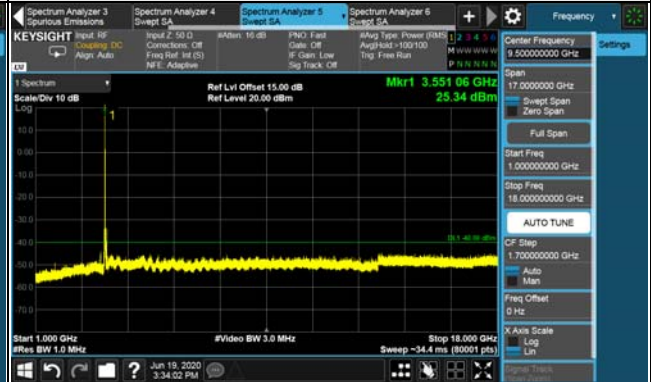 Spectrum Analyzer 3
Spurious Emissions
Spectrum Analyzer 4
Swept SA
Spectrum Analyzer 5
Swept SA
Spectrum Analyzer 6
Swept SA
Frequency
KEYSIGHT
Input: RF
Coupling: DC
Align: Auto
Input Z: 50 Ω
Corrections: Off
Freq Ref: Int (S)
NFE: Adaptive
#Atten: 16 dB
PNO: Fast
Gate: Off
IF Gain: Low
Sig Track: Off
#Avg Type: Power (RMS
Avg|Hold:>100/100
Trig: Free Run
1 2 3 4 5 6
M W W W W W
P N N N N N
LXI
1 Spectrum
Scale/Div 10 dB
Log
Ref Lvl Offset 15.00 dB
Ref Level 20.00 dBm
Mkr1 3.551 06 GHz
25.34 dBm
1
10.0
0.00
-10.0
-20.0
-30.0
-40.0
-50.0
-60.0
-70.0
DL1 -40.00 dBm
Start 1.000 GHz
#Res BW 1.0 MHz
#Video BW 3.0 MHz
Stop 18.000 GHz
Sweep ~34.4 ms (80001 pts)
Jun 19, 2020
3:34:02 PM
Center Frequency
9.500000000 GHz
Span
17.0000000 GHz
Swept Span
Zero Span
Full Span
Start Freq
1.000000000 GHz
Stop Freq
18.000000000 GHz
AUTO TUNE
CF Step
1.700000000 GHz
Auto
Man
Freq Offset
0 Hz
X Axis Scale
Log
Lin
Signal Track
Settings